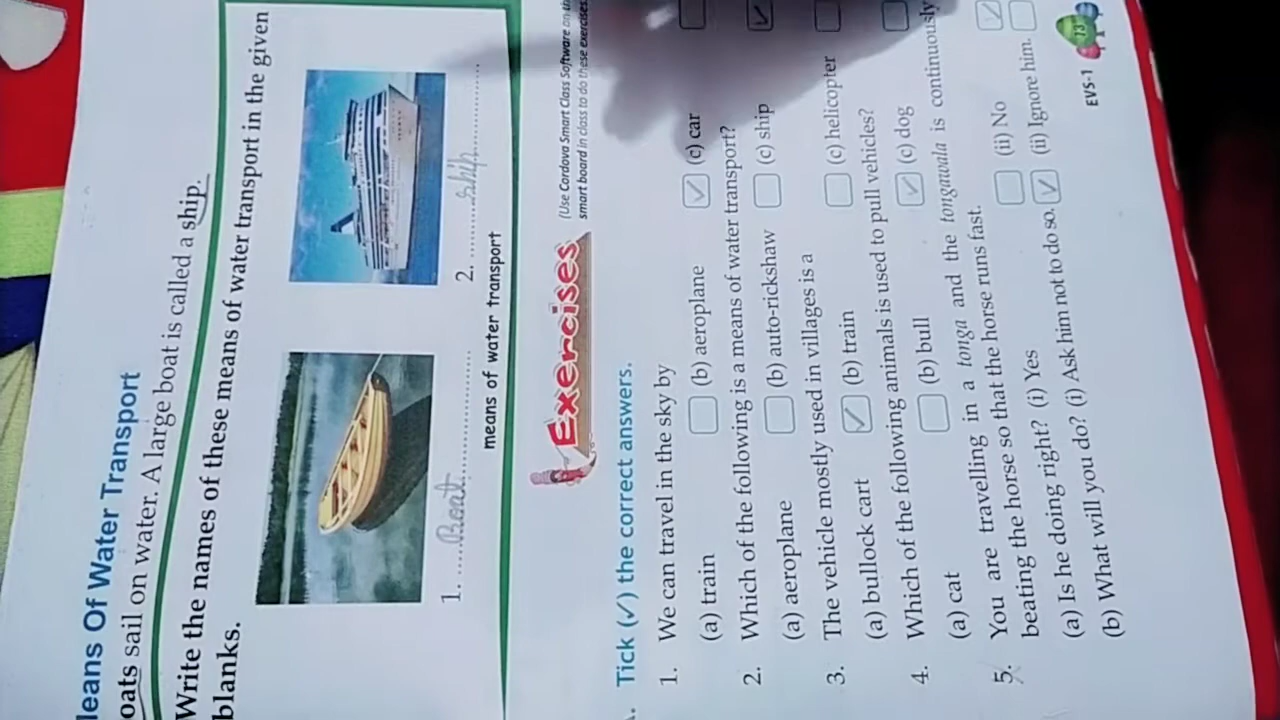 leans Of Water Transport
oats sail on water. A large boat is called a ship.
Write the names of these means of water transport in the given
blanks.
1. Boat 2. ship
means of water transport
Exercises
(Use Cordova Smart Class Software on th
smart board in class to do these exercises
Tick (✓) the correct answers.
1. We can travel in the sky by
(a) train ☐ (b) aeroplane ☑ (c) car ☐
2. Which of the following is a means of water transport?
(a) aeroplane ☐ (b) auto-rickshaw ☐ (c) ship ☑
3. The vehicle mostly used in villages is a
(a) bullock cart ☑ (b) train ☐ (c) helicopter ☐
4. Which of the following animals is used to pull vehicles?
(a) cat ☐ (b) bull ☑ (c) dog ☐
5. You are travelling in a tonga and the tongawala is continuously
beating the horse so that the horse runs fast.
(a) Is he doing right? (i) Yes ☐ (ii) No ☑
(b) What will you do? (i) Ask him not to do so. ☑ (ii) Ignore him. ☐
EVS-1 73